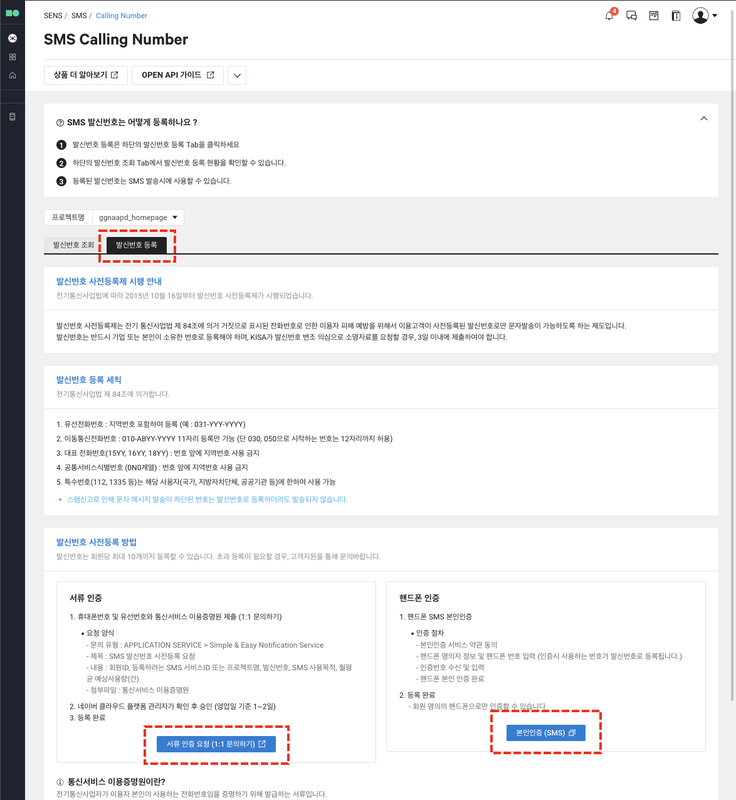 SENS / SMS / Calling Number
4
SMS Calling Number
상품 더 알아보기
OPEN API 가이드
SMS 발신번호는 어떻게 등록하나요 ?
1 발신번호 등록은 하단의 발신번호 등록 Tab을 클릭하세요
2 하단의 발신번호 조회 Tab에서 발신번호 등록 현황을 확인할 수 있습니다.
3 등록된 발신번호는 SMS 발송시에 사용할 수 있습니다.
프로젝트명 ggnaapd_homepage
발신번호 조회 발신번호 등록
발신번호 사전등록제 시행 안내
전기통신사업법에 따라 2015년 10월 16일부터 발신번호 사전등록제가 시행되었습니다.
발신번호 사전등록제는 전기 통신사업법 제 84조에 의거 거짓으로 표시된 전화번호로 인한 이용자 피해 예방을 위해서 이용고객이 사전등록된 발신번호로만 문자발송이 가능하도록 하는 제도입니다.
발신번호는 반드시 기업 또는 본인이 소유한 번호로 등록해야 하며, KISA가 발신번호 변조 의심으로 소명자료를 요청할 경우, 3일 이내에 제출하여야 합니다.
발신번호 등록 세칙
전기통신사업법 제 84조에 의거합니다.
1. 유선전화번호 : 지역번호 포함하여 등록 (예 : 031-YYY-YYYY)
2. 이동통신전화번호 : 010-ABYY-YYYY 11자리 등록만 가능 (단 030, 050으로 시작하는 번호는 12자리까지 허용)
3. 대표 전화번호(15YY, 16YY, 18YY) : 번호 앞에 지역번호 사용 금지
4. 공통서비스식별번호 (0N0계열) : 번호 앞에 지역번호 사용 금지
5. 특수번호(112, 1335 등)는 해당 사용자(국가, 지방자치단체, 공공기관 등)에 한하여 사용 가능
• 스팸신고로 인해 문자 메시지 발송이 차단된 번호는 발신번호로 등록하더라도 발송되지 않습니다.
발신번호 사전등록 방법
발신번호는 회원당 최대 10개까지 등록할 수 있습니다. 초과 등록이 필요할 경우, 고객지원을 통해 문의바랍니다.
서류 인증
1. 휴대폰번호 및 유선번호와 통신서비스 이용증명원 제출 (1:1 문의하기)
• 요청 양식
- 문의 유형 : APPLICATION SERVICE > Simple & Easy Notification Service
- 제목 : SMS 발신번호 사전등록 요청
- 내용 : 회원ID, 등록하려는 SMS 서비스ID 또는 프로젝트명, 발신번호, SMS 사용목적, 월평
균 예상사용량(건)
- 첨부파일 : 통신서비스 이용증명원
2. 네이버 클라우드 플랫폼 관리자가 확인 후 승인 (영업일 기준 1~2일)
3. 등록 완료
서류 인증 요청 (1:1 문의하기)
핸드폰 인증
1. 핸드폰 SMS 본인인증
• 인증 절차
- 본인인증 서비스 약관 동의
- 핸드폰 명의자 정보 및 핸드폰 번호 입력 (인증시 사용하는 번호가 발신번호로 등록됩니다.)
- 인증번호 수신 및 입력
- 핸드폰 본인 인증 완료
2. 등록 완료
- 회원 명의의 핸드폰으로만 인증할 수 있습니다
본인인증 (SMS)
통신서비스 이용증명원이란?
전기통신사업자가 이용자 본인이 사용하는 전화번호임을 증명하기 위해 발급하는 서류입니다.